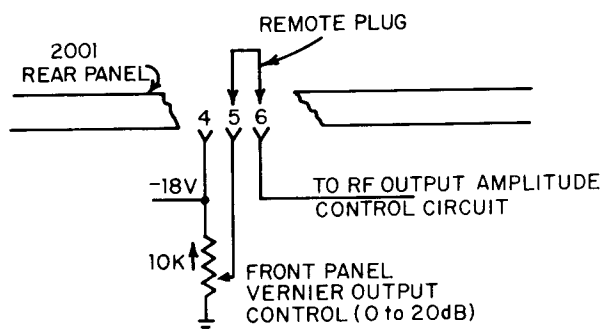 REMOTE PLUG
2001
REAR PANEL
4 5 6
-18V
TO RF OUTPUT AMPLITUDE
CONTROL CIRCUIT
10K
FRONT PANEL
VERNIER OUTPUT
CONTROL (0 to 20dB)